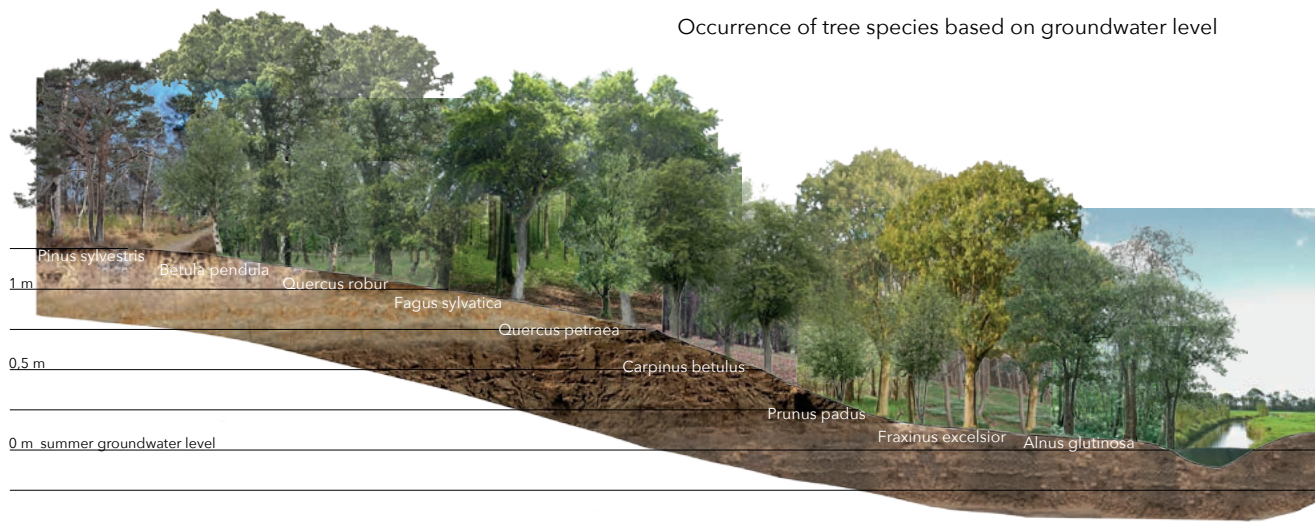 Occurrence of tree species based on groundwater level
Pinus sylvestris
Betula pendula
1 m
Quercus robur
Fagus sylvatica
Quercus petraea
0,5 m
Carpinus betulus
Prunus padus
Fraxinus excelsior
Alnus glutinosa
0 m summer groundwater level